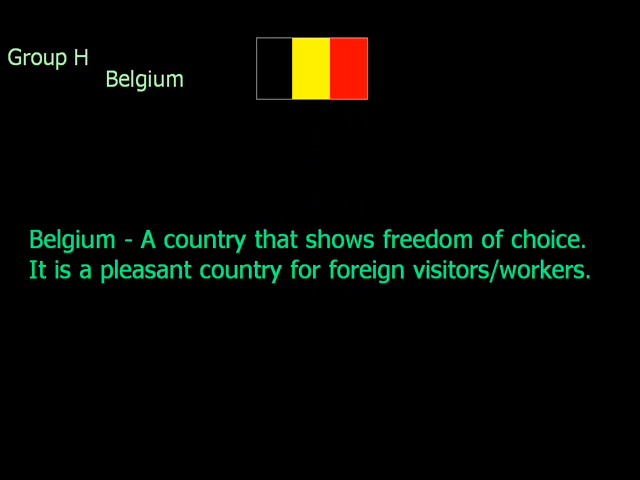 Group H
Belgium
Belgium - A country that shows freedom of choice.
It is a pleasant country for foreign visitors/workers.